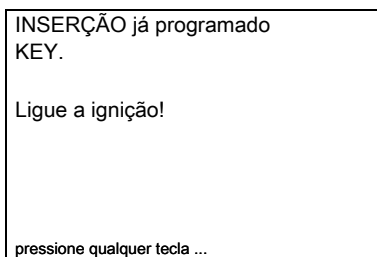 INSERÇÃO já programado
KEY.
Ligue a ignição!
pressione qualquer tecla ...